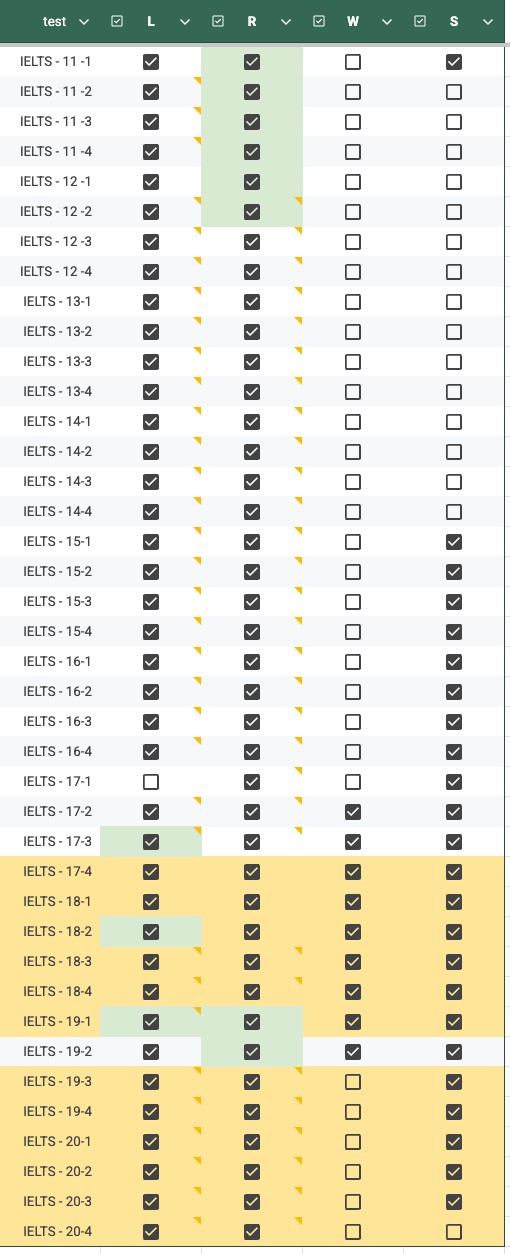 test L R W S
IELTS - 11 -1
IELTS - 11 -2
IELTS - 11 -3
IELTS - 11 -4
IELTS - 12 -1
IELTS - 12 -2
IELTS - 12 -3
IELTS - 12 -4
IELTS - 13-1
IELTS - 13-2
IELTS - 13-3
IELTS - 13-4
IELTS - 14-1
IELTS - 14-2
IELTS - 14-3
IELTS - 14-4
IELTS - 15-1
IELTS - 15-2
IELTS - 15-3
IELTS - 15-4
IELTS - 16-1
IELTS - 16-2
IELTS - 16-3
IELTS - 16-4
IELTS - 17-1
IELTS - 17-2
IELTS - 17-3
IELTS - 17-4
IELTS - 18-1
IELTS - 18-2
IELTS - 18-3
IELTS - 18-4
IELTS - 19-1
IELTS - 19-2
IELTS - 19-3
IELTS - 19-4
IELTS - 20-1
IELTS - 20-2
IELTS - 20-3
IELTS - 20-4